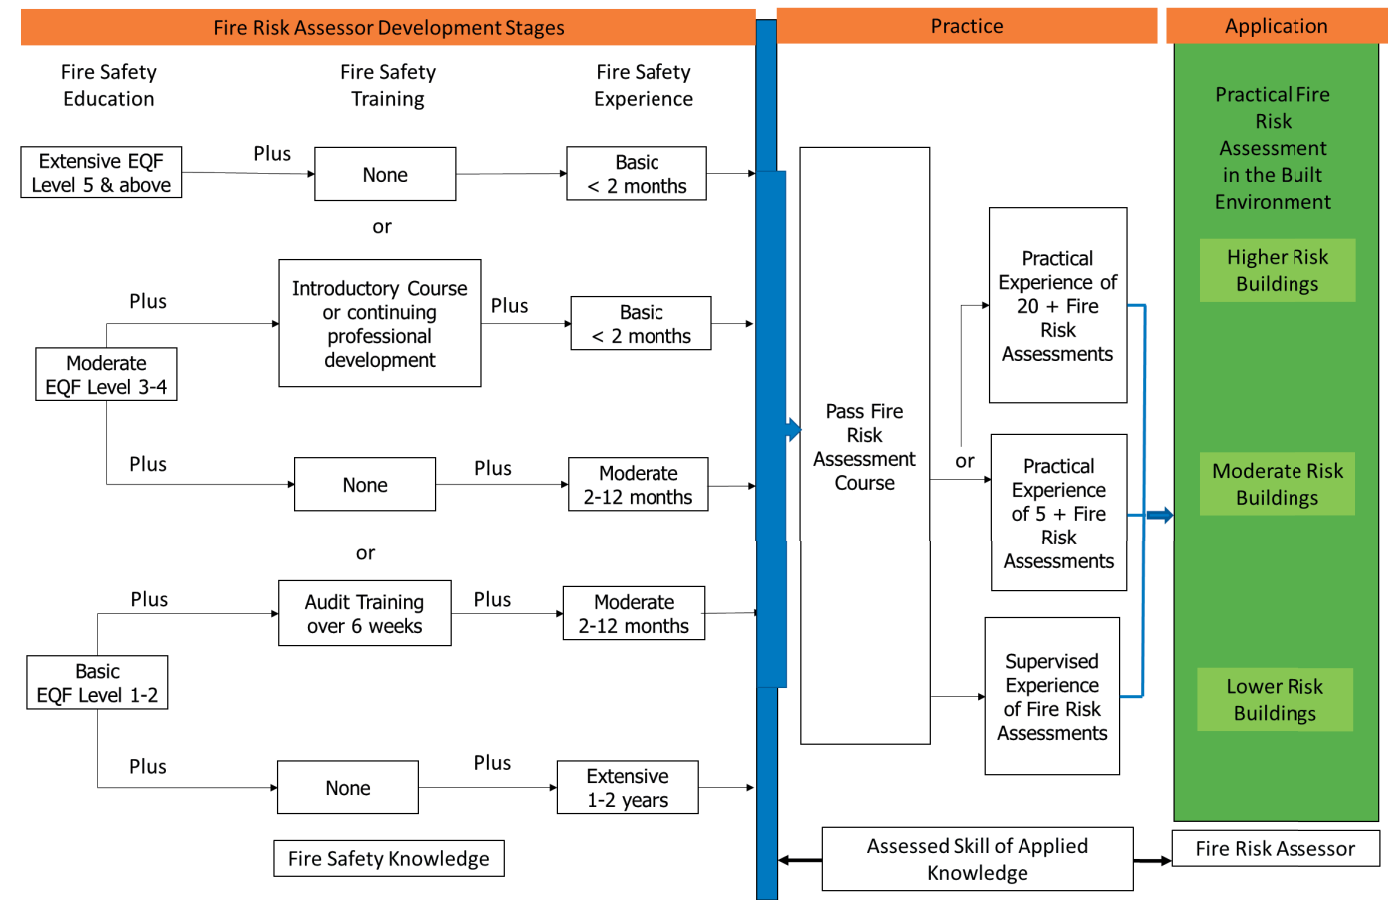 Fire Risk Assessor Development Stages
Practice
Application
Fire Safety
Education
Fire Safety
Training
Fire Safety
Experience
Extensive EQF
Level 5 & above
Plus
None
Basic
< 2 months
or
Moderate
EQF Level 3-4
Plus
Introductory Course
or continuing
professional
development
Plus
Basic
< 2 months
Plus
None
Plus
Moderate
2-12 months
or
Basic
EQF Level 1-2
Plus
Audit Training
over 6 weeks
Plus
Moderate
2-12 months
Plus
None
Plus
Extensive
1-2 years
Fire Safety Knowledge
Pass Fire
Risk
Assessment
Course
or
Practical
Experience of
20 + Fire
Risk
Assessments
Practical
Experience
of 5 + Fire
Risk
Assessments
Supervised
Experience
of Fire Risk
Assessments
Assessed Skill of Applied
Knowledge
Practical Fire
Risk
Assessment
in the Built
Environment
Higher Risk
Buildings
Moderate Risk
Buildings
Lower Risk
Buildings
Fire Risk Assessor